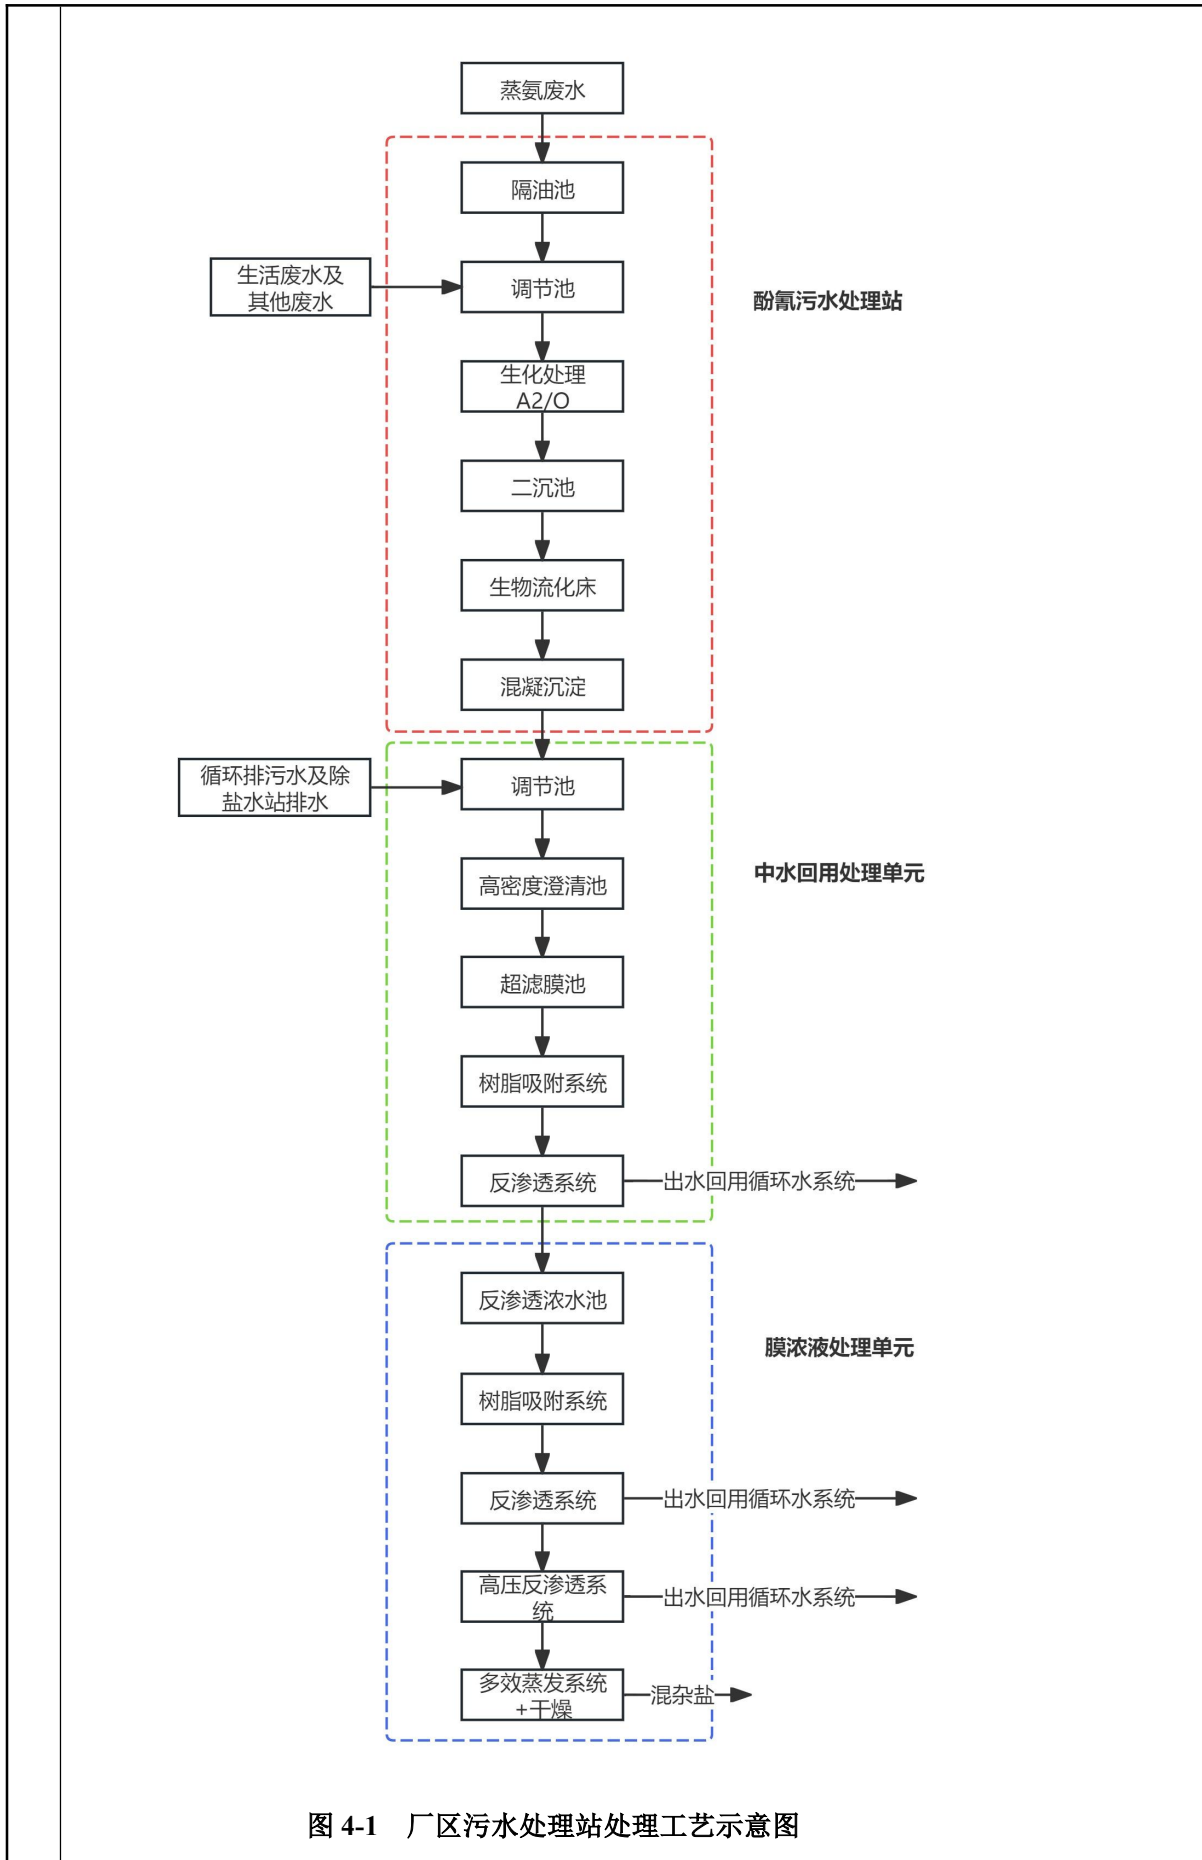 蒸氨废水
隔油池
生活废水及
其他废水
调节池
酚氰污水处理站
生化处理
A2/O
二沉池
生物流化床
混凝沉淀
循环排污水及除
盐水站排水
调节池
高密度澄清池
中水回用处理单元
超滤膜池
树脂吸附系统
反渗透系统
出水回用循环水系统
反渗透浓水池
膜浓液处理单元
树脂吸附系统
反渗透系统
出水回用循环水系统
高压反渗透系
统
出水回用循环水系统
多效蒸发系统
+干燥
混杂盐
图 4-1 厂区污水处理站处理工艺示意图